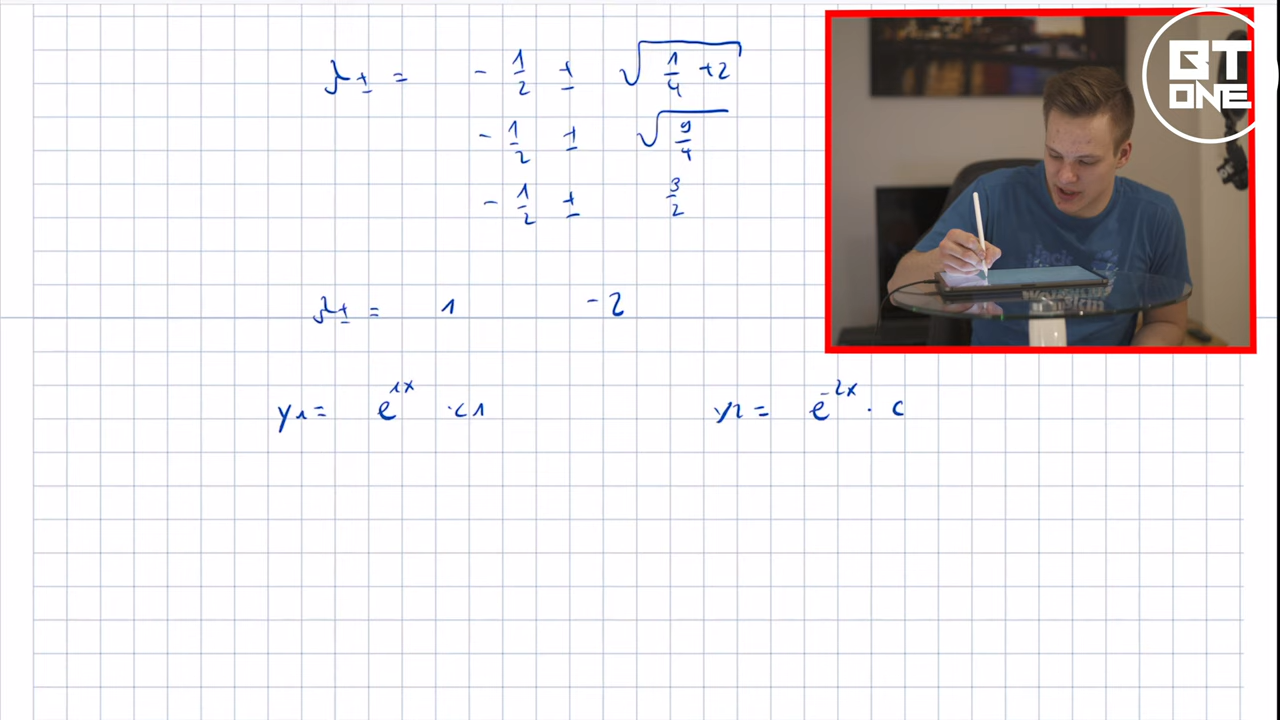 λ± = - 1/2 ± √(1/4 + 2)
- 1/2 ± √(9/4)
- 1/2 ± 3/2
λ± = 1 -2
y1 = e^1x · c1 y2 = e^-2x · c
BT
ONE